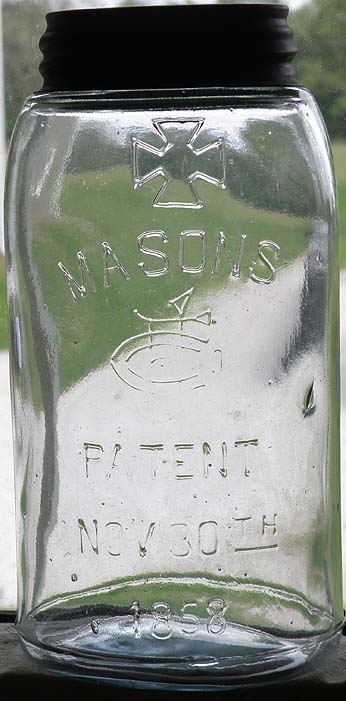 MASONS
PATENT
NOV 30TH
1858